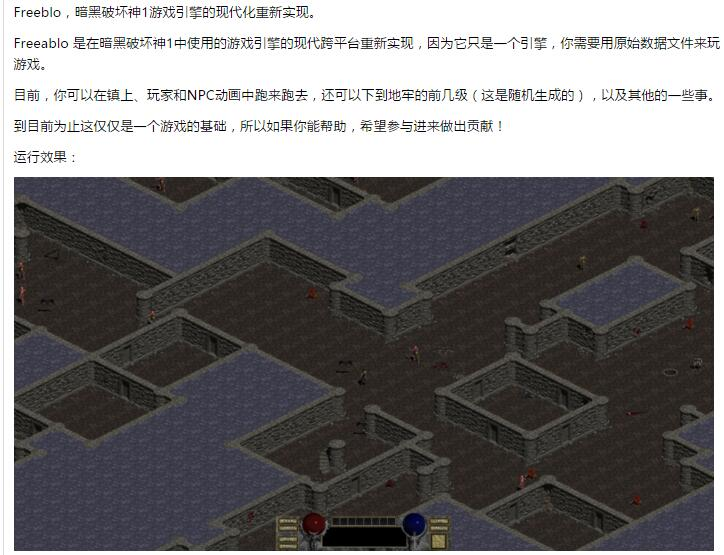 Freeblo，暗黑破坏神1游戏引擎的现代化重新实现。
Freeablo 是在暗黑破坏神1中使用的游戏引擎的现代跨平台重新实现，因为它只是一个引擎，你需要用原始数据文件来玩
游戏。
目前，你可以在镇上、玩家和NPC动画中跑来跑去，还可以下到地牢的前几级（这是随机生成的），以及其他的一些事。
到目前为止这仅仅是一个游戏的基础，所以如果你能帮助，希望参与进来做出贡献！
运行效果：